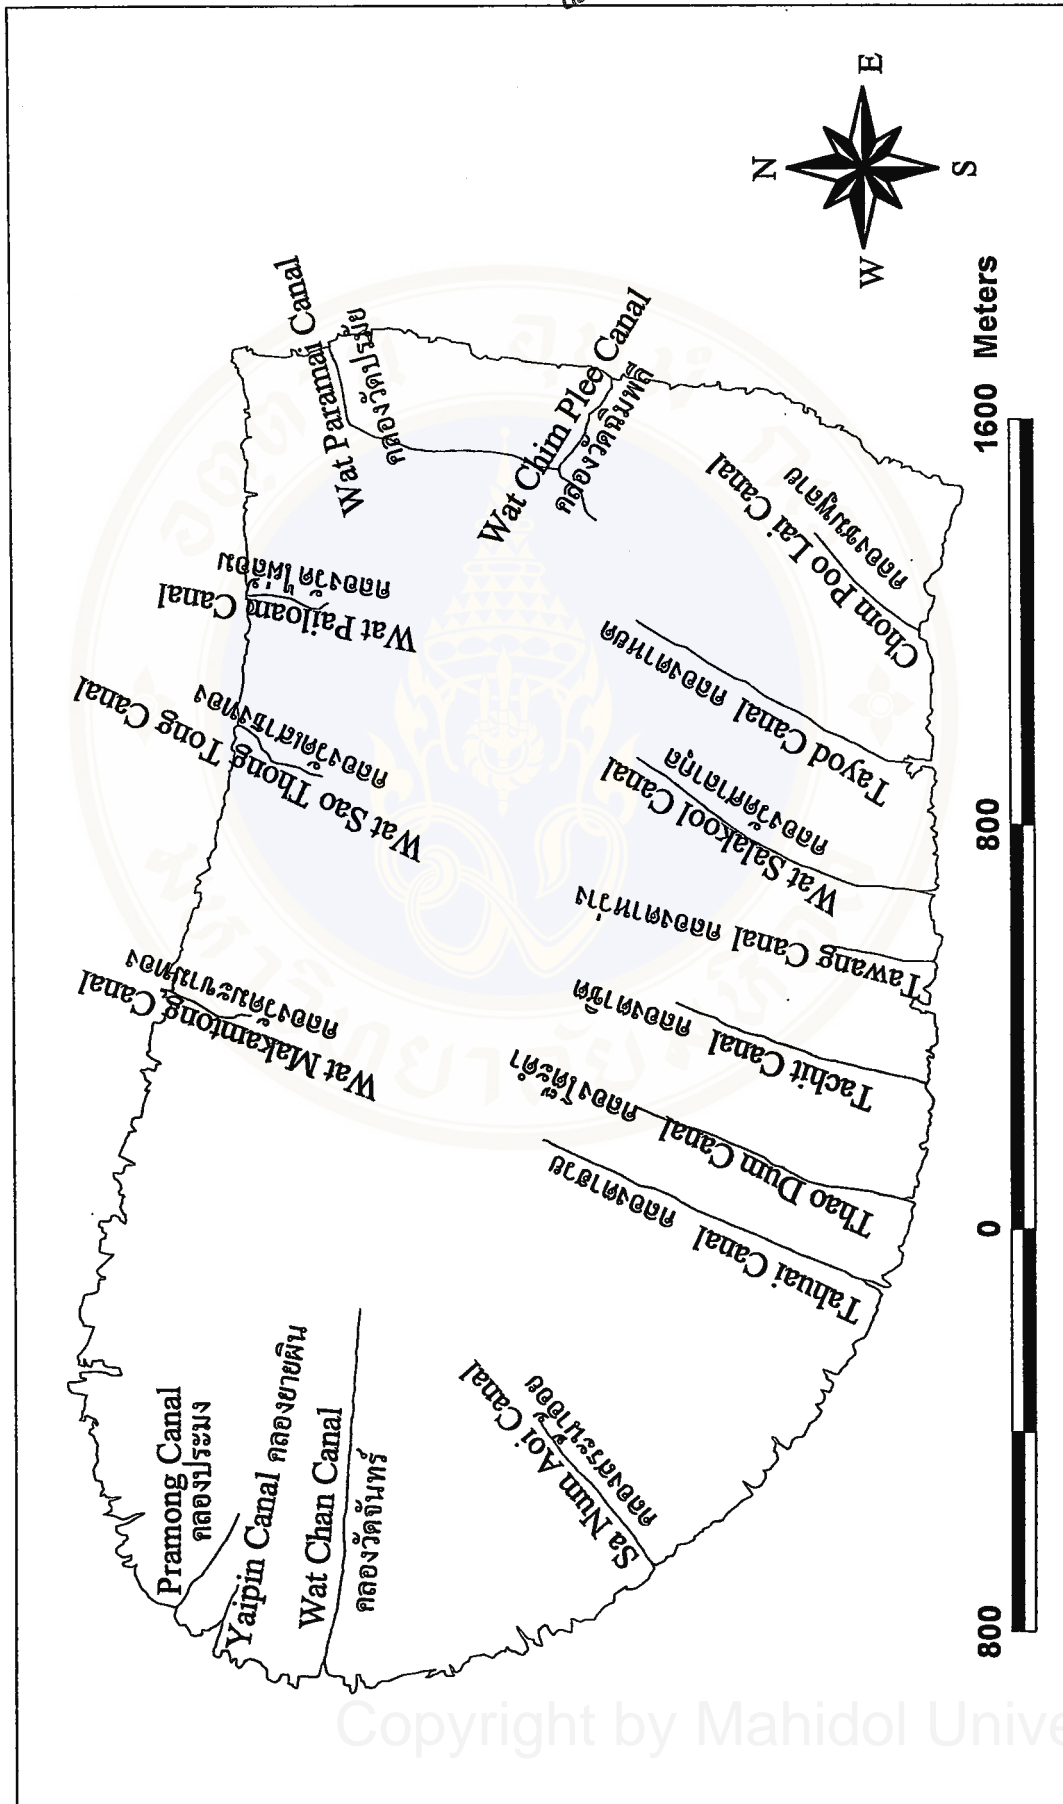 N
E
S
W
Wat Paramai Canal
คลองวัดปรมัย
Wat Chim Plee Canal
คลองวัดฉิมพลี
Chom Poo Lai Canal
คลองชมพูลาย
Wat Pailoam Canal
คลองวัดไผ่ล้อม
Tayod Canal คลองตาหยด
Wat Sao Thong Tong Canal
คลองวัดเสาธงทอง
Wat Salakool Canal
คลองวัดศาลากุล
Tawang Canal คลองตาหว่าง
Wat Makamtong Canal
คลองวัดมะขามทอง
Tachit Canal คลองตาชิต
Thao Dum Canal คลองโต๊ะดำ
Tahuai Canal คลองตาฮวย
Sa Num Aoi Canal
คลองสระน้ำอ้อย
Pramong Canal
คลองประมง
Yaipin Canal คลองยายผิน
Wat Chan Canal
คลองวัดจันทร์
800 0 800 1600 Meters
Copyright by Mahidol Unive